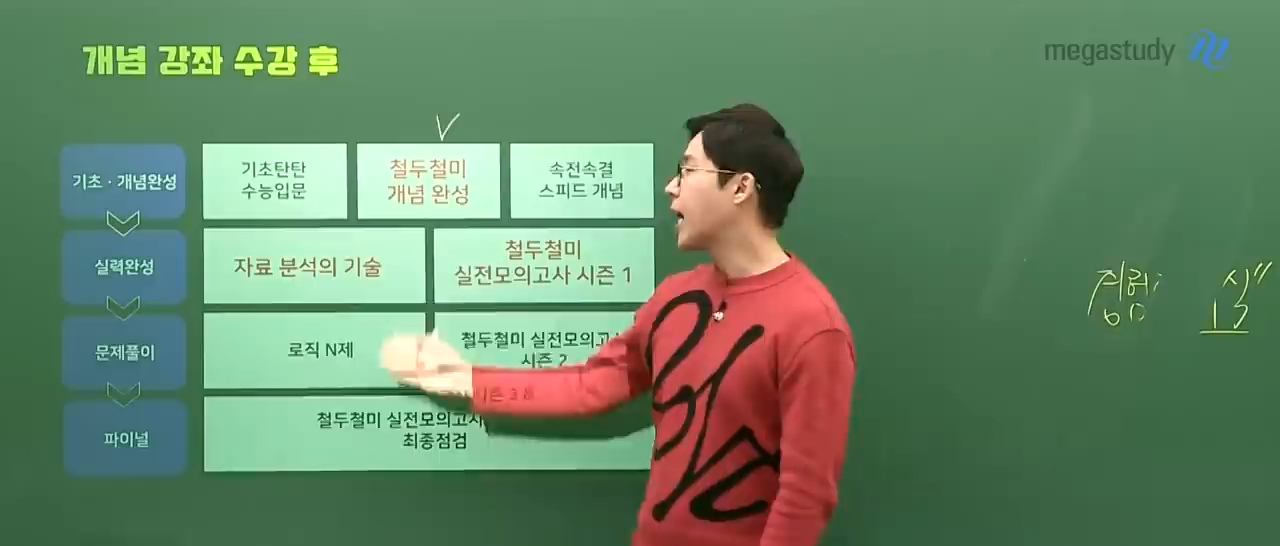 개념 강좌 수강 후
megastudy
V
기초 · 개념완성
기초탄탄
수능입문
철두철미
개념 완성
속전속결
스피드 개념
실력완성
자료 분석의 기술
철두철미
실전모의고사 시즌 1
문제풀이
로직 N제
철두철미 실전모의고
시즌 2
파이널
철두철미 실전모의고사
시즌 3 &
최종점검